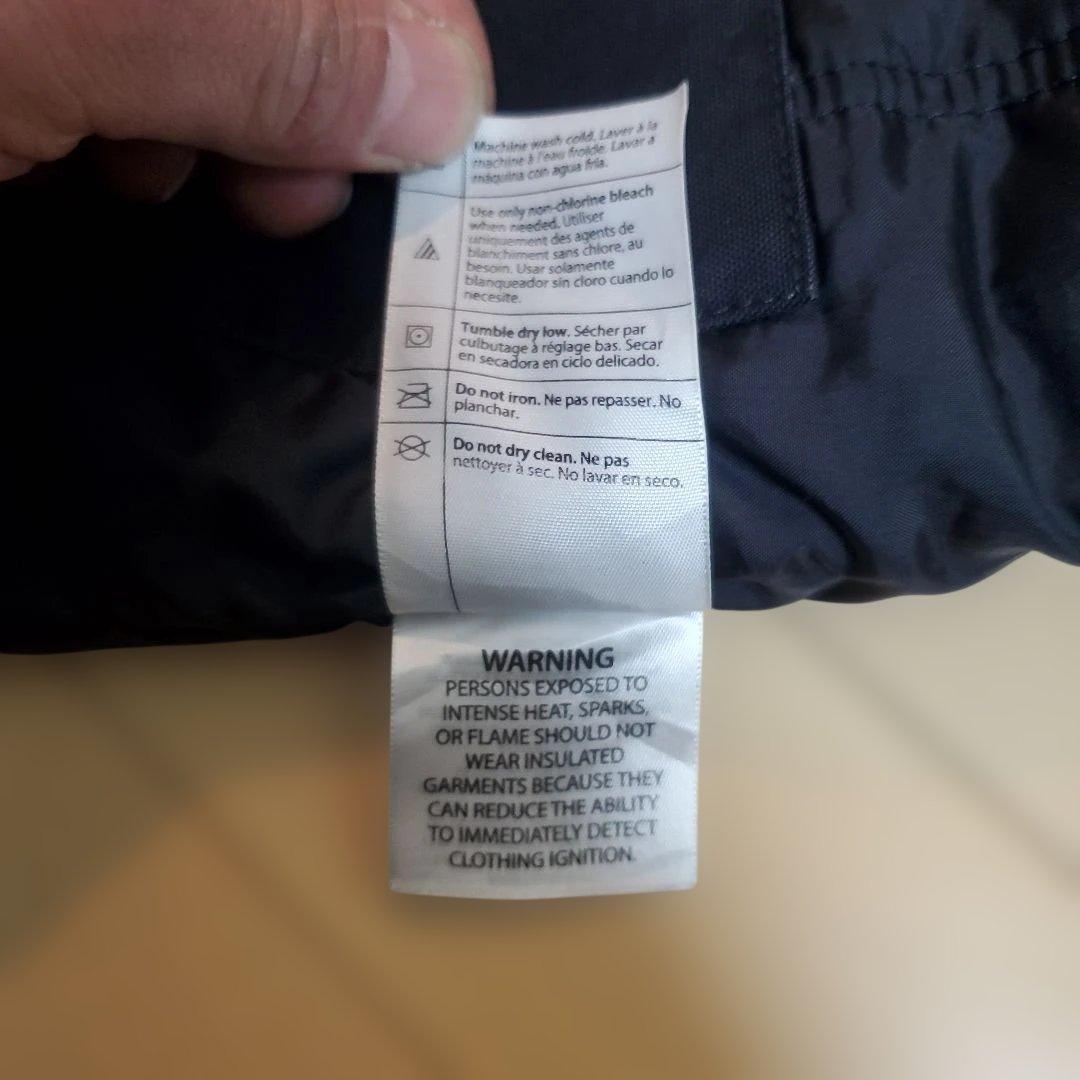 Machine wash cold. Laver à la
machine à l'eau froide. Lavar a
máquina con agua fria.
Use only non-chlorine bleach
when needed. Utiliser
uniquement des agents de
blanchiment sans chlore, au
besoin. Usar solamente
blanqueador sin cloro cuando lo
necesite.
Tumble dry low. Sécher par
culbutage à réglage bas. Secar
en secadora en ciclo delicado.
Do not iron. Ne pas repasser. No
planchar.
Do not dry clean. Ne pas
nettoyer à sec. No lavar en seco.
WARNING
PERSONS EXPOSED TO
INTENSE HEAT, SPARKS,
OR FLAME SHOULD NOT
WEAR INSULATED
GARMENTS BECAUSE THEY
CAN REDUCE THE ABILITY
TO IMMEDIATELY DETECT
CLOTHING IGNITION.